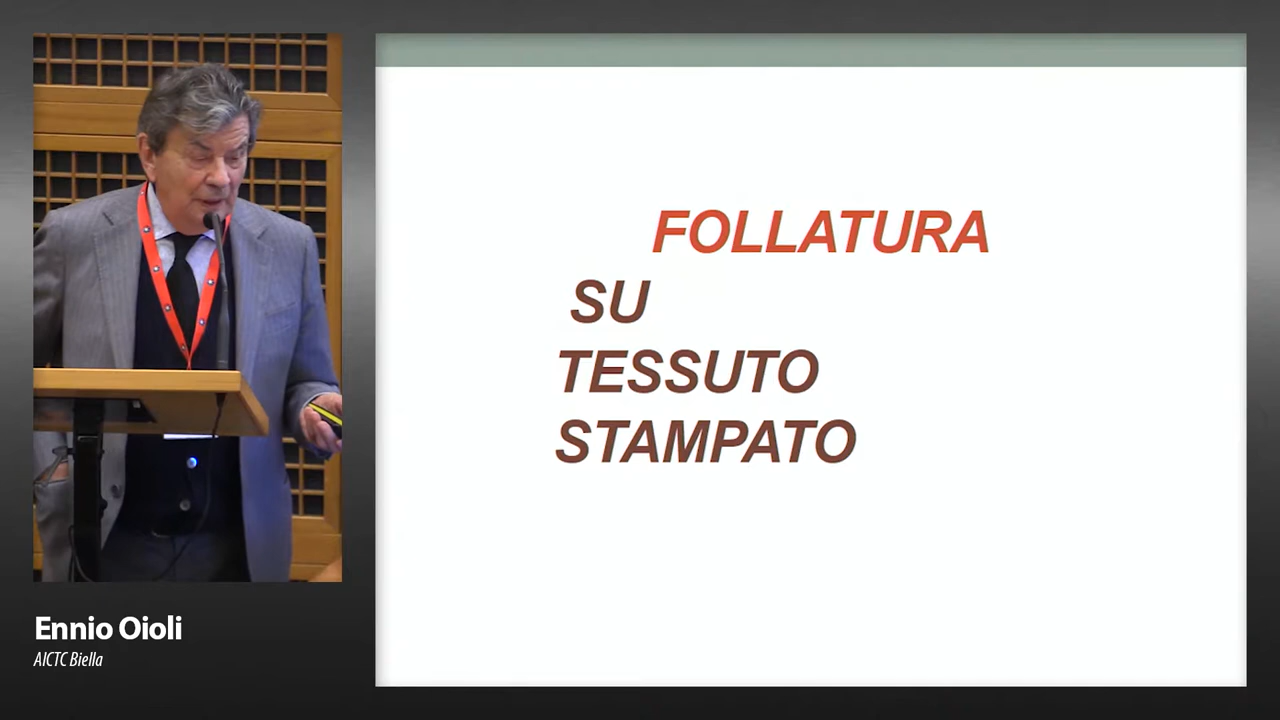 FOLLATURA
SU
TESSUTO
STAMPATO
Ennio Oioli
AICTC Biella